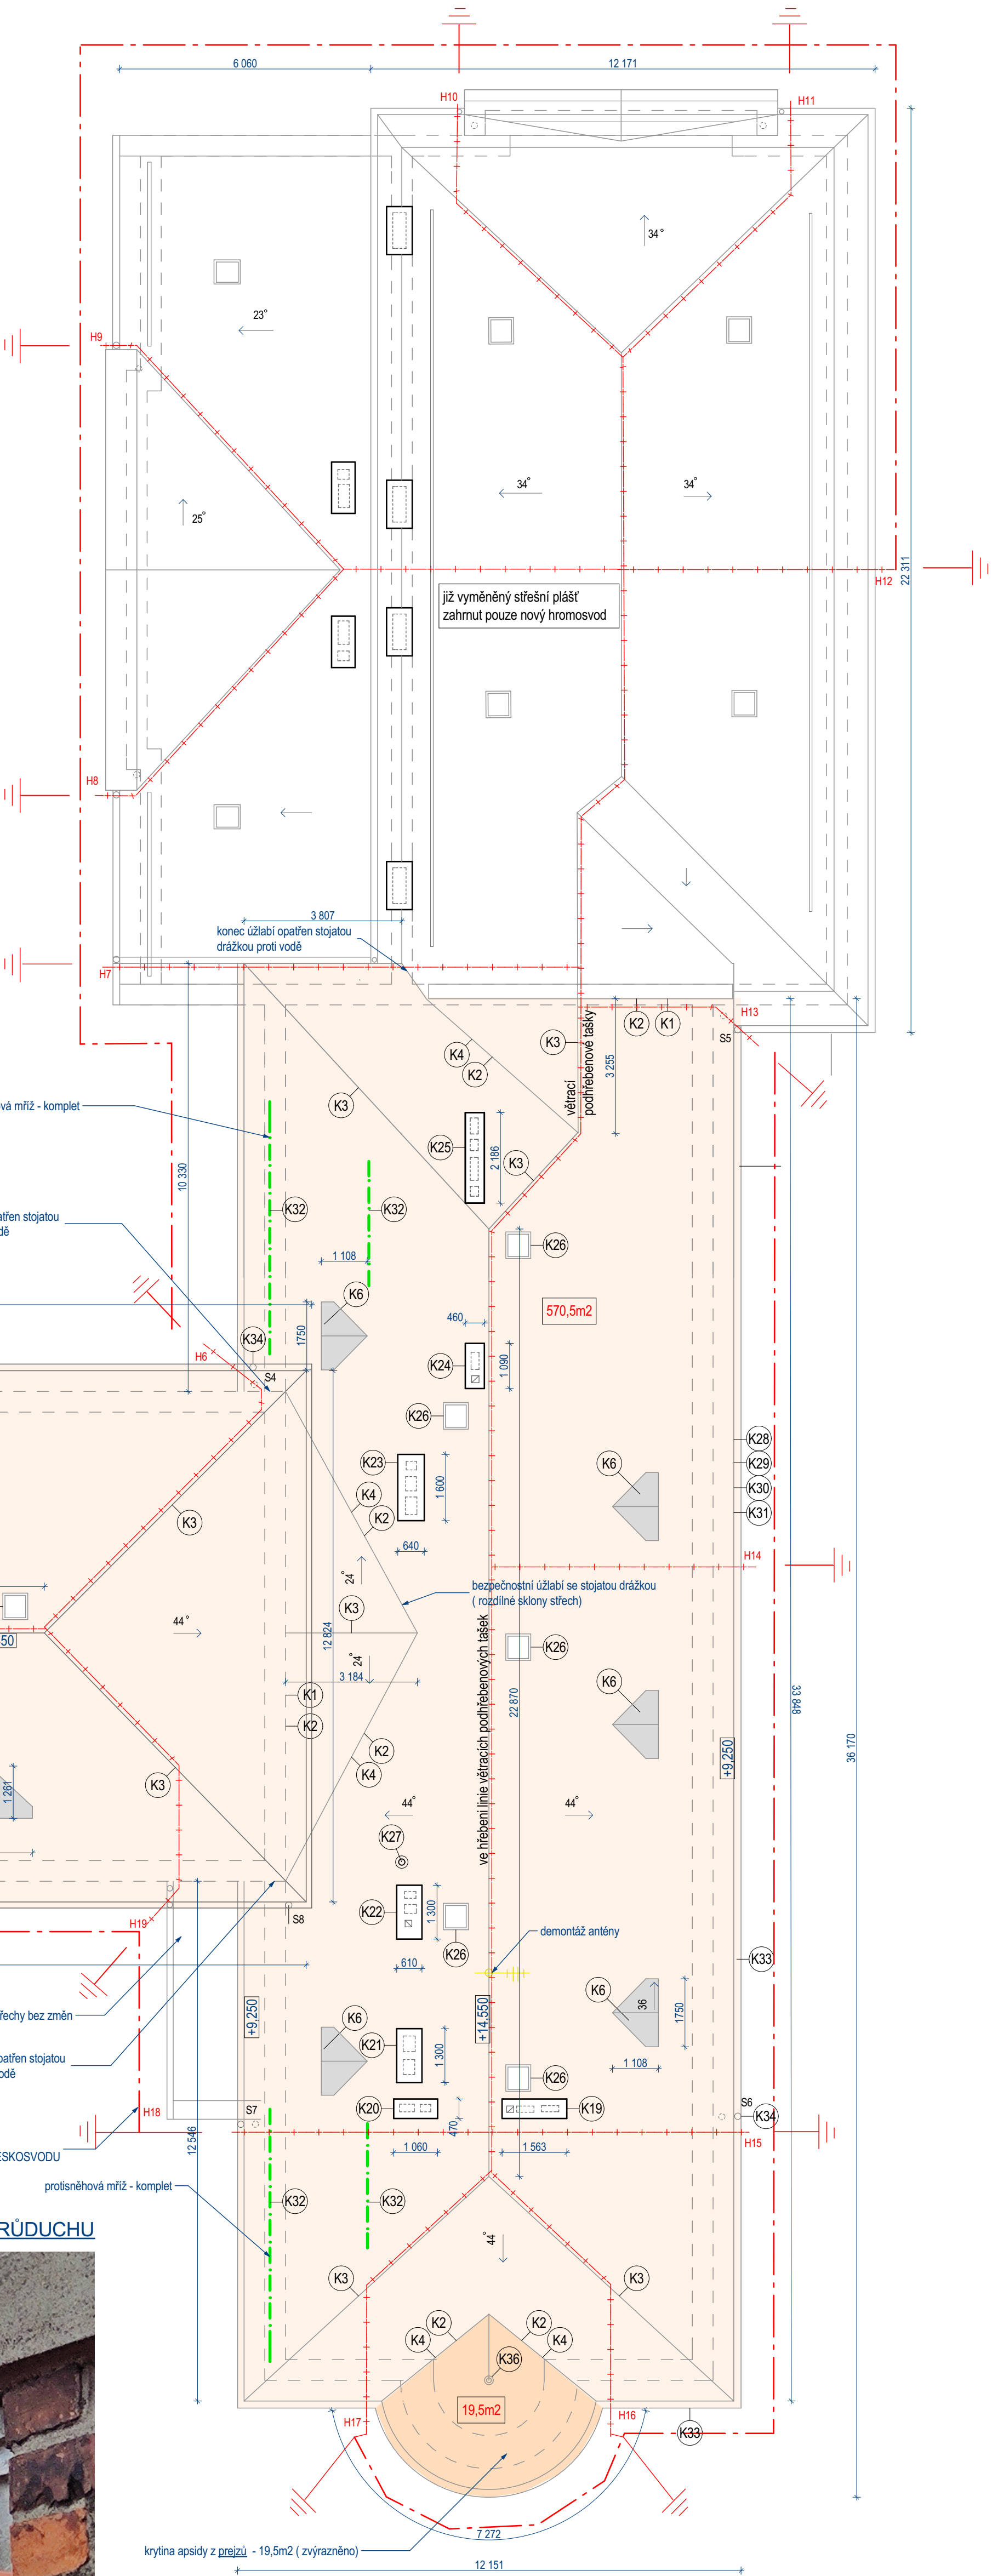 6 060
12 171
H10
H11
34°
23°
H9
25°
34°
34°
22 311
H12
již vyměněný střešní plášť
zahrnut pouze nový hromosvod
H8
3 807
konec úžlabí opatřen stojatou
drážkou proti vodě
H7
H13
S5
K2
K1
K3
K4
K2
větrací
podhřebenové tašky
3 255
vá mříž - komplet
K3
K25
2 186
K3
10 330
K32
K32
atřen stojatou
dě
K26
1 108
K6
570,5m2
1750
460
K34
1 090
K24
H6
S4
K26
K28
K23
K6
K29
K4
1 600
K30
K3
K2
K31
640
H14
24°
bezpečnostní úžlabí se stojatou drážkou
( rozdílné sklony střech)
K3
44°
50
12 824
24°
K26
3 184
K6
K1
22 870
33 848
K2
ve hřebeni linie větracích podhřebenových tašek
K2
+9,250
36 170
K4
K3
1 261
44°
44°
K27
K22
1 300
K26
H19
S8
demontáž antény
K33
610
K6
36
1750
řechy bez změn
+9,250
K6
+14,550
K21
1 300
patřen stojatou
odě
K26
1 108
H18
S7
K20
K19
S6
K34
470
H15
12 546
1 060
1 563
ESKOSVODU
protisněhová mříž - komplet
K32
K32
RŮDUCHU
44°
K3
K3
K2
K2
K4
K4
K36
19,5m2
H17
H16
K33
7 272
krytina apsidy z prejzů - 19,5m2 ( zvýrazněno)
12 151